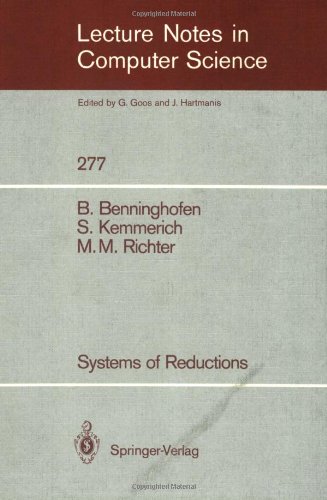 Lecture Notes in
Computer Science
Edited by G. Goos and J. Hartmanis
277
B. Benninghofen
S. Kemmerich
M. M. Richter
Systems of Reductions
Springer-Verlag